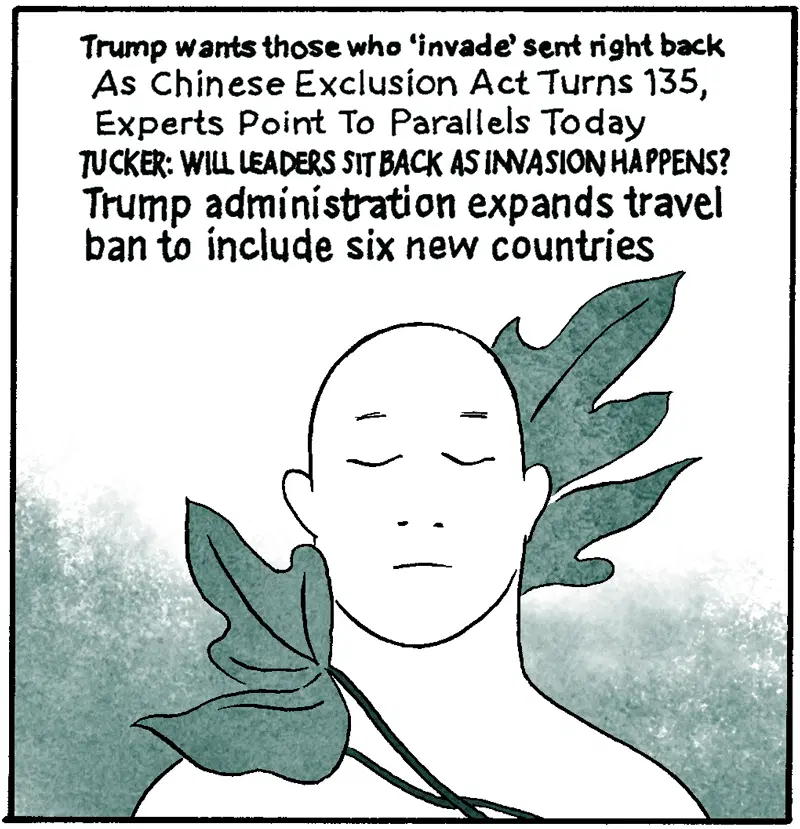 Trump wants those who ‘invade’ sent right back
As Chinese Exclusion Act Turns 135,
Experts Point To Parallels Today
TUCKER: WILL LEADERS SIT BACK AS INVASION HAPPENS?
Trump administration expands travel
ban to include six new countries